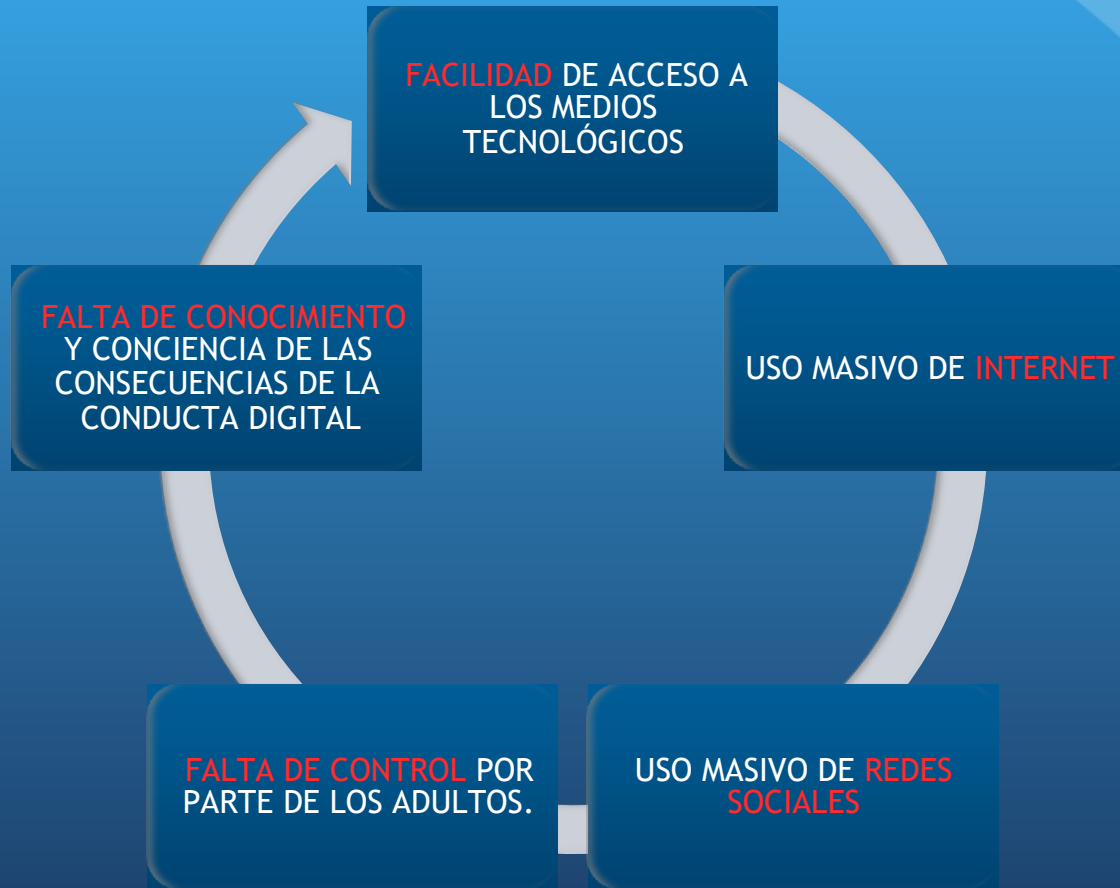 FACILIDAD DE ACCESO A
LOS MEDIOS
TECNOLÓGICOS
USO MASIVO DE INTERNET
USO MASIVO DE REDES
SOCIALES
FALTA DE CONTROL POR
PARTE DE LOS ADULTOS.
FALTA DE CONOCIMIENTO
Y CONCIENCIA DE LAS
CONSECUENCIAS DE LA
CONDUCTA DIGITAL